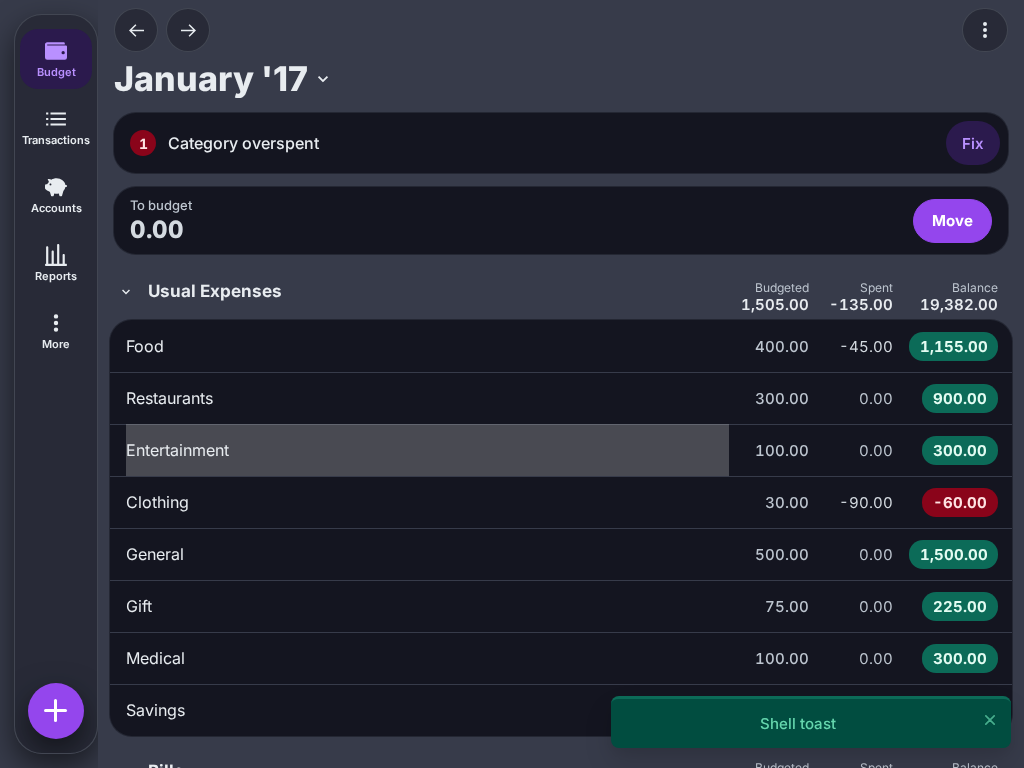 Budget
Transactions
Accounts
Reports
More
January '17
1 Category overspent Fix
To budget
0.00
Move
Usual Expenses
Budgeted Spent Balance
1,505.00 -135.00 19,382.00
Food 400.00 -45.00 1,155.00
Restaurants 300.00 0.00 900.00
Entertainment 100.00 0.00 300.00
Clothing 30.00 -90.00 -60.00
General 500.00 0.00 1,500.00
Gift 75.00 0.00 225.00
Medical 100.00 0.00 300.00
Savings
Shell toast
Bills Budgeted Spent Balance